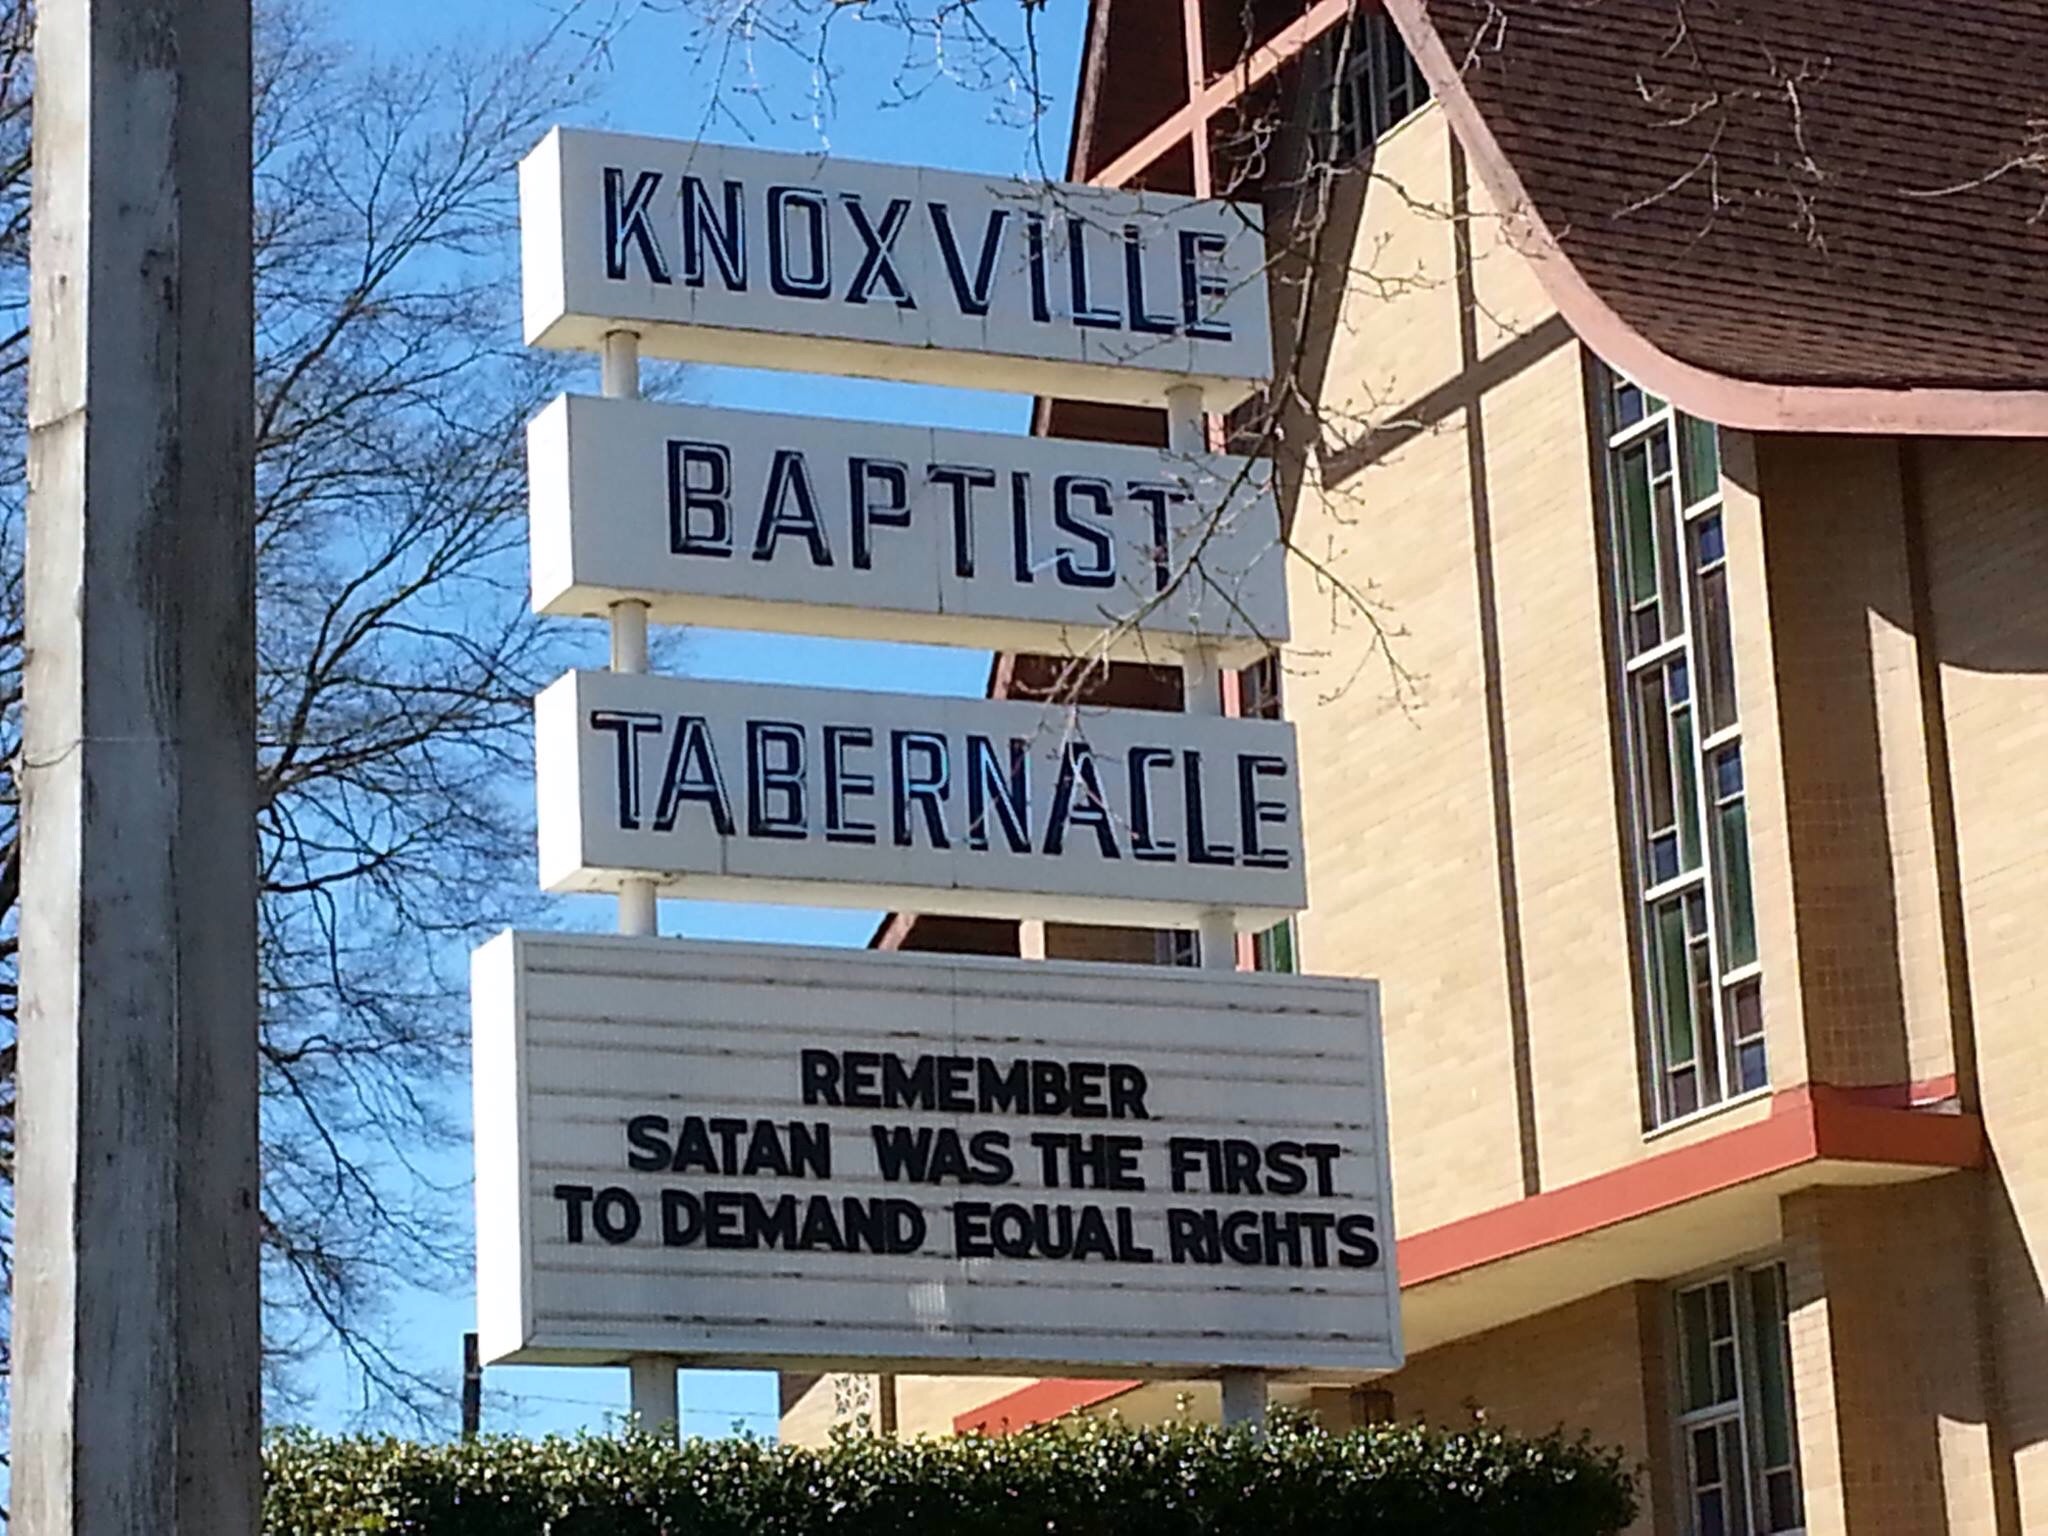 KNOXVILLE
BAPTIST
TABERNACLE
REMEMBER
SATAN WAS THE FIRST
TO DEMAND EQUAL RIGHTS